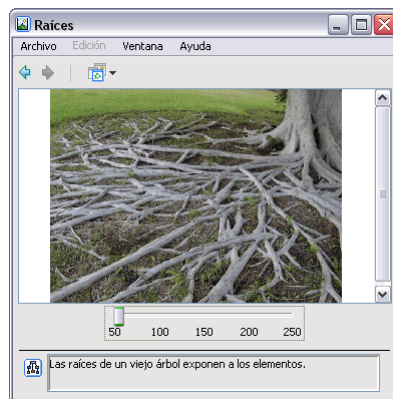 Raíces
Archivo Edición Ventana Ayuda
50 100 150 200 250
Las raíces de un viejo árbol exponen a los elementos.